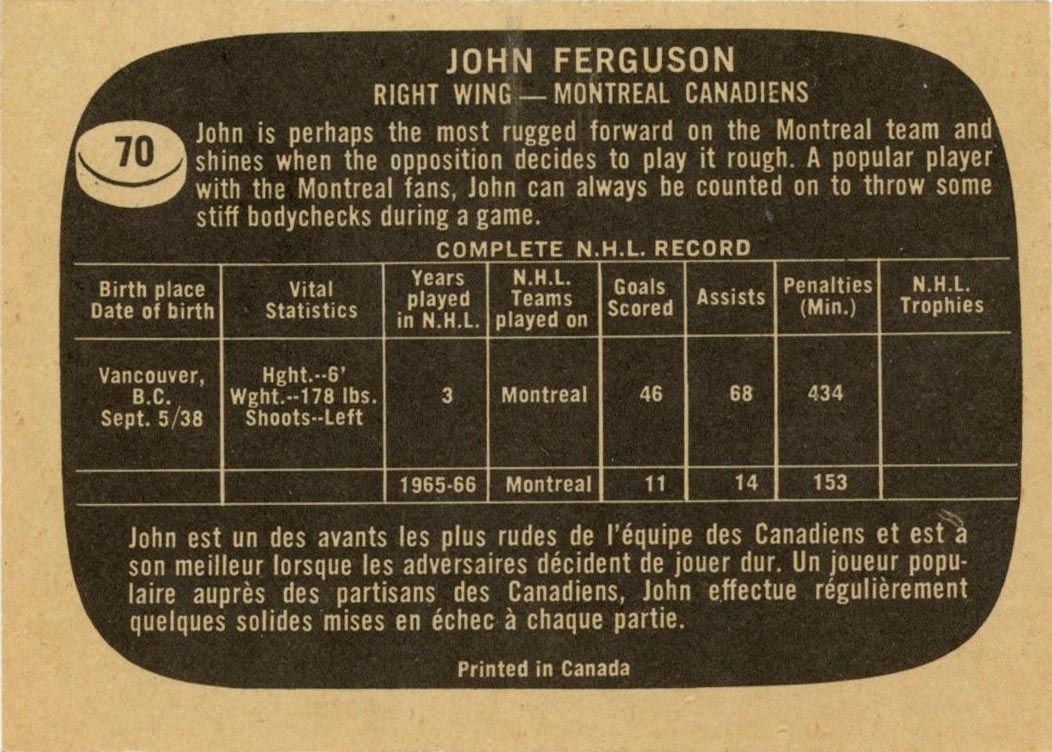 JOHN FERGUSON
RIGHT WING — MONTREAL CANADIENS
70
John is perhaps the most rugged forward on the Montreal team and
shines when the opposition decides to play it rough. A popular player
with the Montreal fans, John can always be counted on to throw some
stiff bodychecks during a game.
COMPLETE N.H.L. RECORD
Birth place
Date of birth
Vital
Statistics
Years
played
in N.H.L.
N.H.L.
Teams
played on
Goals
Scored
Assists
Penalties
(Min.)
N.H.L.
Trophies
Vancouver,
B.C.
Sept. 5/38
Hght.--6'
Wght.--178 lbs.
Shoots--Left
3
Montreal
46
68
434
1965-66
Montreal
11
14
153
John est un des avants les plus rudes de l'équipe des Canadiens et est à
son meilleur lorsque les adversaires décident de jouer dur. Un joueur popu-
laire auprès des partisans des Canadiens, John effectue régulièrement
quelques solides mises en échec à chaque partie.
Printed in Canada